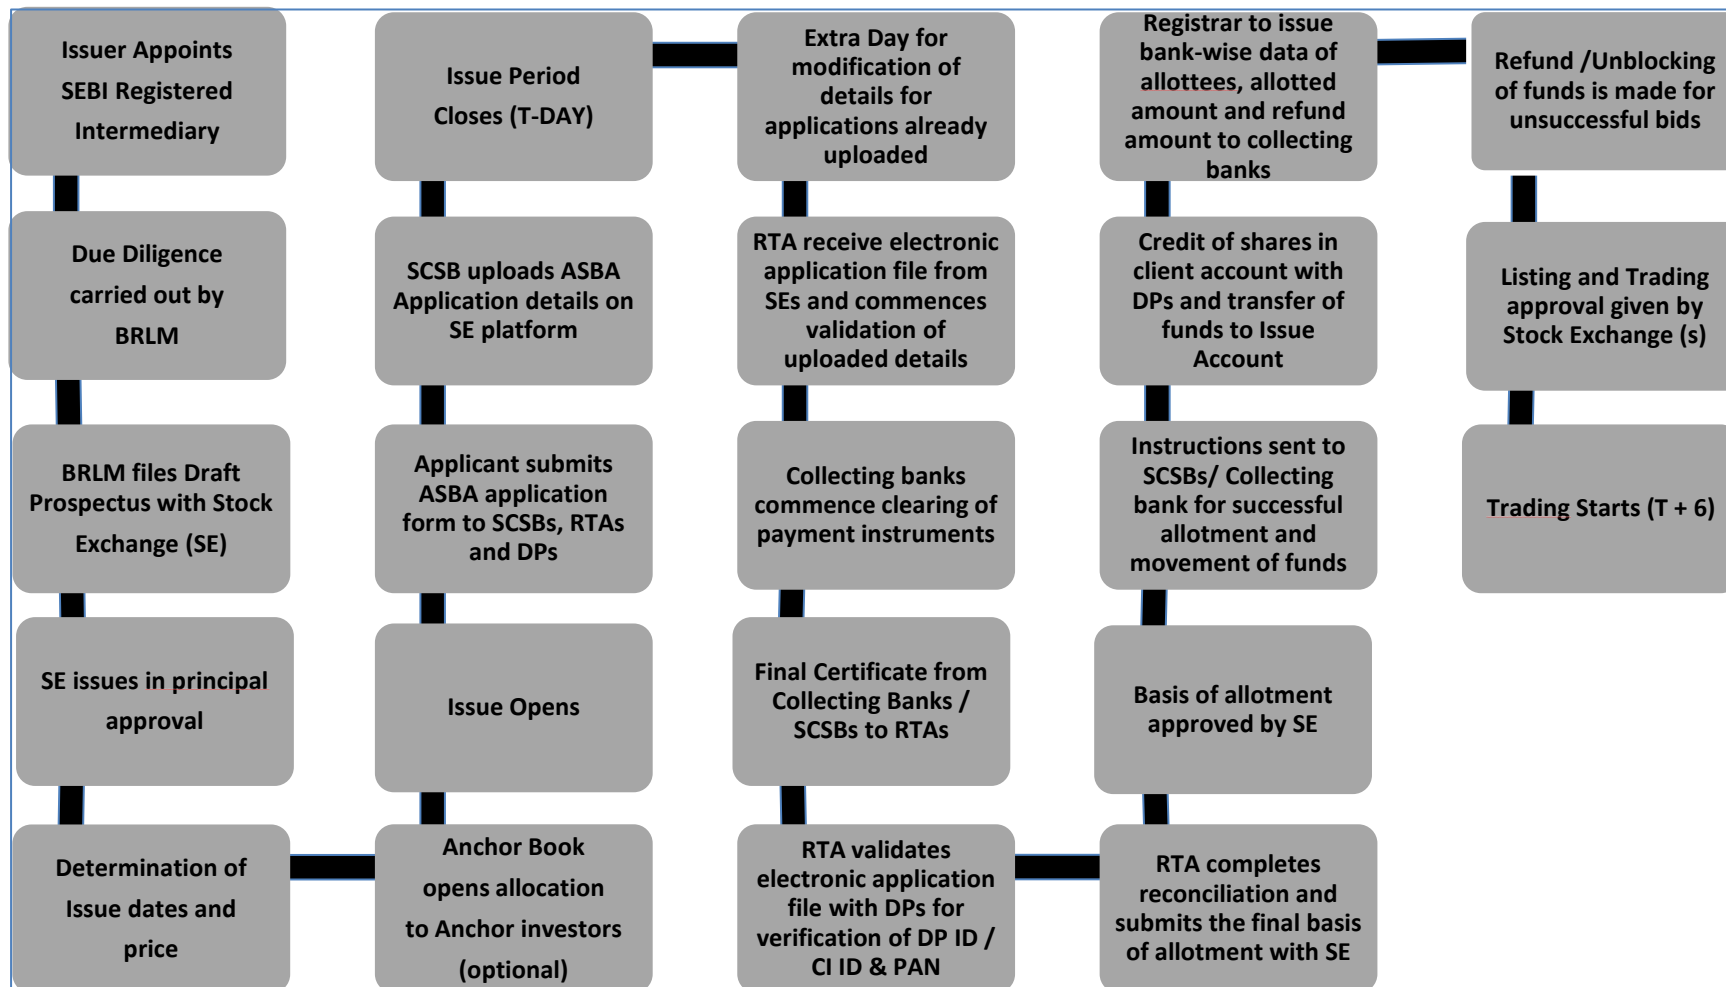 Issuer Appoints
SEBI Registered
Intermediary
Due Diligence
carried out by
BRLM
BRLM files Draft
Prospectus with Stock
Exchange (SE)
SE issues in principal
approval
Determination of
Issue dates and
price
Anchor Book
opens allocation
to Anchor investors
(optional)
Issue Opens
Applicant submits
ASBA application
form to SCSBs, RTAs
and DPs
SCSB uploads ASBA
Application details on
SE platform
Issue Period
Closes (T-DAY)
Extra Day for
modification of
details for
applications already
uploaded
RTA receive electronic
application file from
SEs and commences
validation of
uploaded details
Collecting banks
commence clearing of
payment instruments
Final Certificate from
Collecting Banks /
SCSBs to RTAs
RTA validates
electronic application
file with DPs for
verification of DP ID /
CI ID & PAN
RTA completes
reconciliation and
submits the final basis
of allotment with SE
Basis of allotment
approved by SE
Instructions sent to
SCSBs/ Collecting
bank for successful
allotment and
movement of funds
Credit of shares in
client account with
DPs and transfer of
funds to Issue
Account
Registrar to issue
bank-wise data of
allottees, allotted
amount and refund
amount to collecting
banks
Refund /Unblocking
of funds is made for
unsuccessful bids
Listing and Trading
approval given by
Stock Exchange (s)
Trading Starts (T + 6)